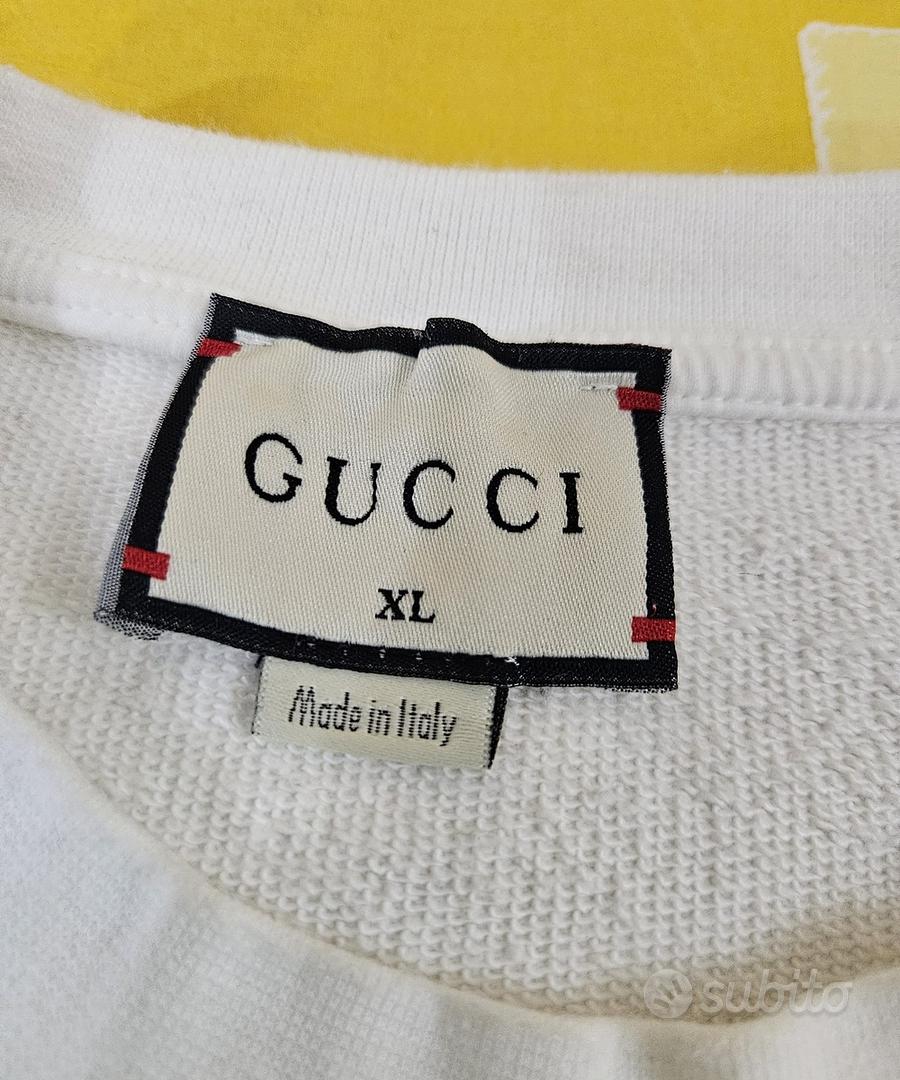 GUCCI
XL
Made in Italy
subito